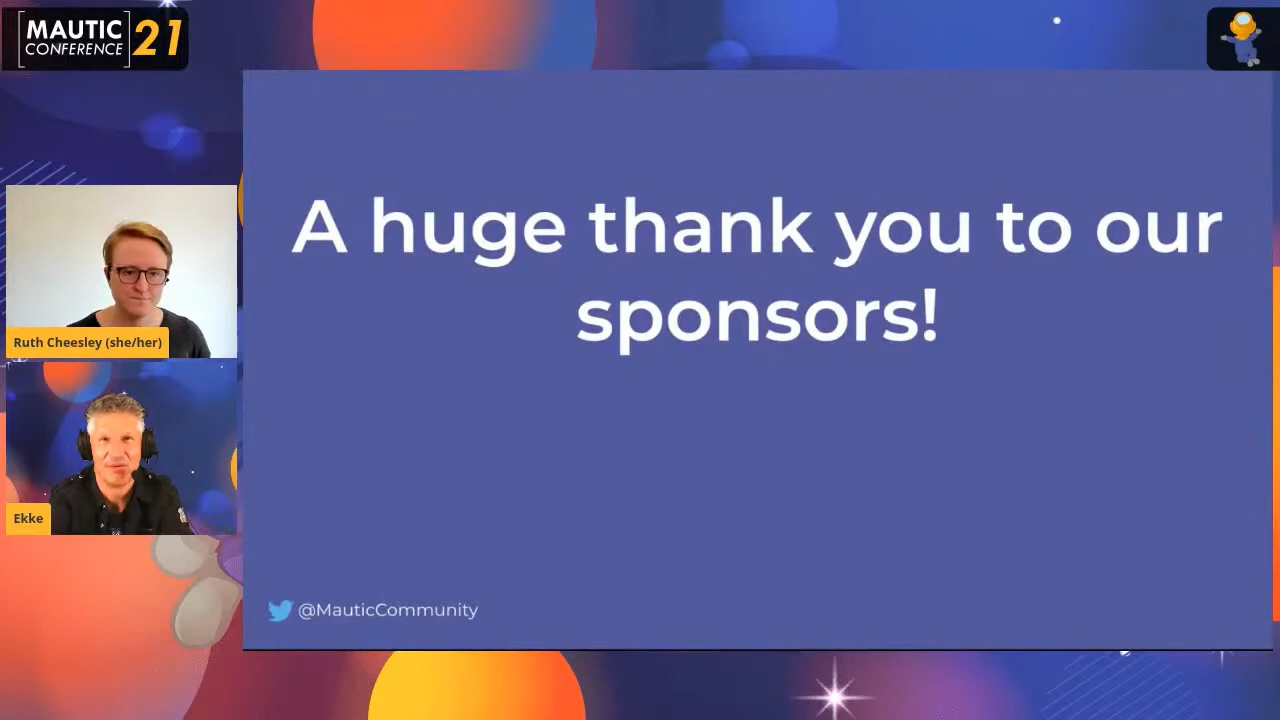 MAUTIC
CONFERENCE
21
A huge thank you to our
sponsors!
Ruth Cheesley (she/her)
Ekke
@MauticCommunity